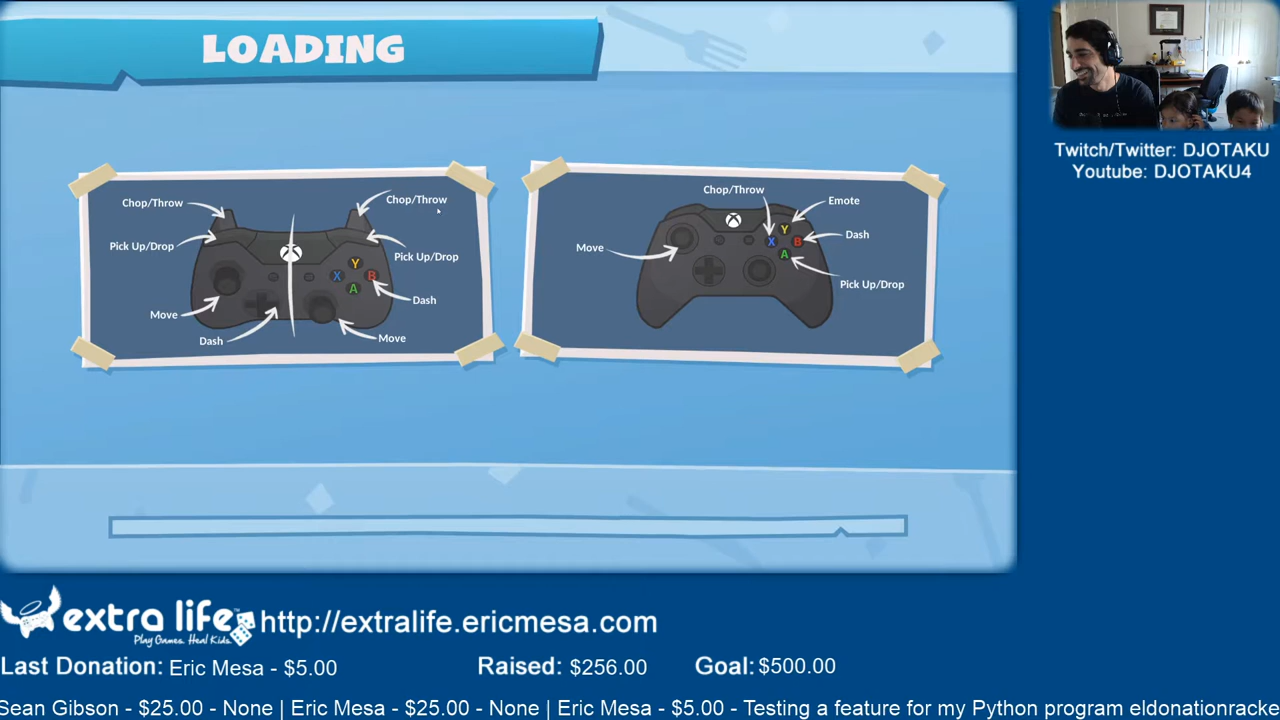 LOADING
Chop/Throw
Chop/Throw
Pick Up/Drop
Pick Up/Drop
Y
X
B
A
Dash
Move
Dash
Move
Chop/Throw
Emote
Y
Move
X
B
Dash
A
Pick Up/Drop
Twitch/Twitter: DJOTAKU
Youtube: DJOTAKU4
extra life
Play Games. Heal Kids.
http://extralife.ericmesa.com
Last Donation: Eric Mesa - $5.00
Raised: $256.00
Goal: $500.00
Sean Gibson - $25.00 - None | Eric Mesa - $25.00 - None | Eric Mesa - $5.00 - Testing a feature for my Python program eldonationracke